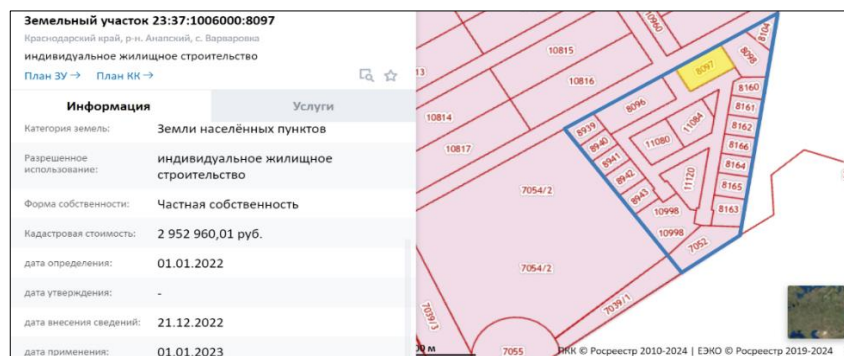 Земельный участок 23:37:1006000:8097
Краснодарский край, р-н. Анапский, с. Варваровка
индивидуальное жилищное строительство
План ЗУ → План КК →
Информация
Услуги
Категория земель: Земли населённых пунктов
Разрешенное использование: индивидуальное жилищное
строительство
Форма собственности: Частная собственность
Кадастровая стоимость: 2 952 960,01 руб.
дата определения: 01.01.2022
дата утверждения: -
дата внесения сведений: 21.12.2022
дата применения: 01.01.2023
10960
8104
10815
8098
13
8097
10816
8160
8096
8161
10814
11084
8939
8162
8940
11080
10817
8166
8941
8164
8942
11120
7054/2
8165
8943
10998
8163
10998
7052
7054/2
7039/1
7039/3
7055
0 м
ПКК © Росреестр 2010-2024 | ЕЭКО © Росреестр 2019-2024